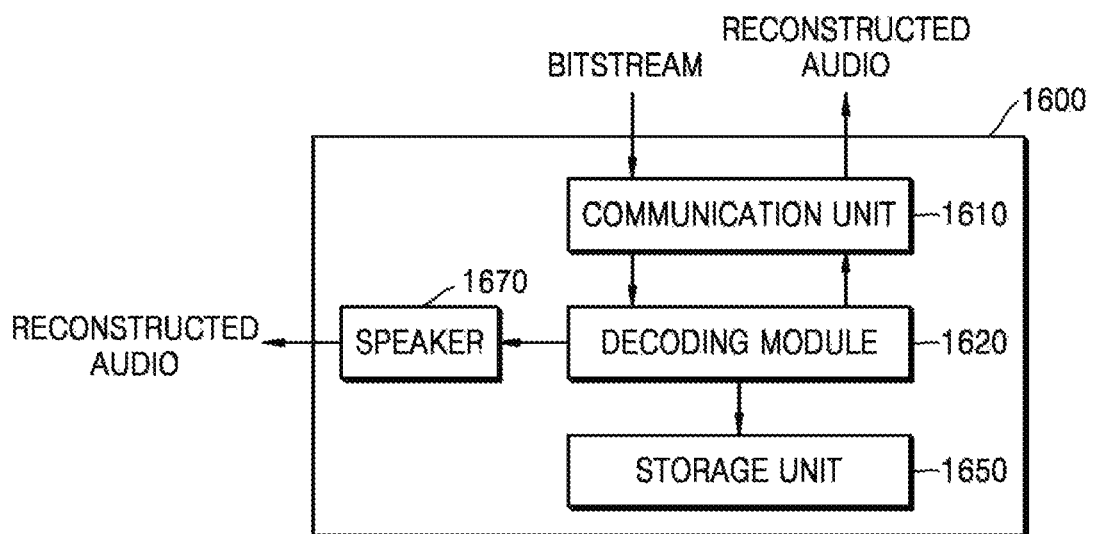 RECONSTRUCTED
AUDIO
BITSTREAM
1600
COMMUNICATION UNIT
1610
1670
RECONSTRUCTED
AUDIO
SPEAKER
DECODING MODULE
1620
STORAGE UNIT
1650